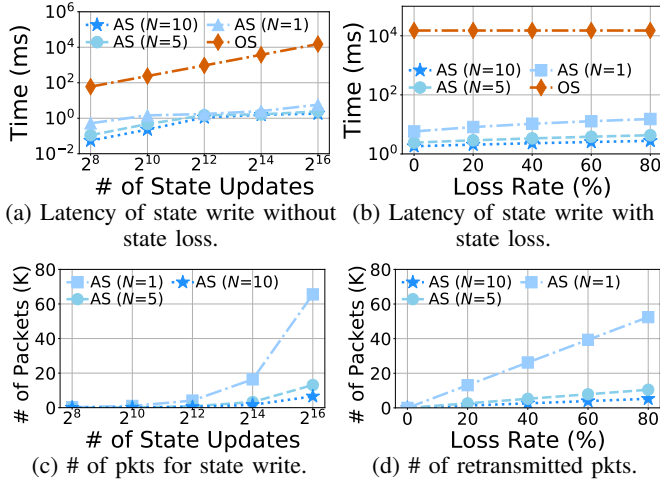 AS (N=10) AS (N=1)
AS (N=5) OS
Time (ms)
10^6
10^4
10^2
10^0
10^-2
2^8 2^10 2^12 2^14 2^16
# of State Updates
(a) Latency of state write without
state loss.
AS (N=10) AS (N=1)
AS (N=5) OS
Time (ms)
10^4
10^2
10^0
0 20 40 60 80
Loss Rate (%)
(b) Latency of state write with
state loss.
AS (N=1) AS (N=10)
AS (N=5)
# of Packets (K)
80
60
40
20
0
2^8 2^10 2^12 2^14 2^16
# of State Updates
(c) # of pkts for state write.
AS (N=10) AS (N=1)
AS (N=5)
# of Packets (K)
80
60
40
20
0
0 20 40 60 80
Loss Rate (%)
(d) # of retransmitted pkts.